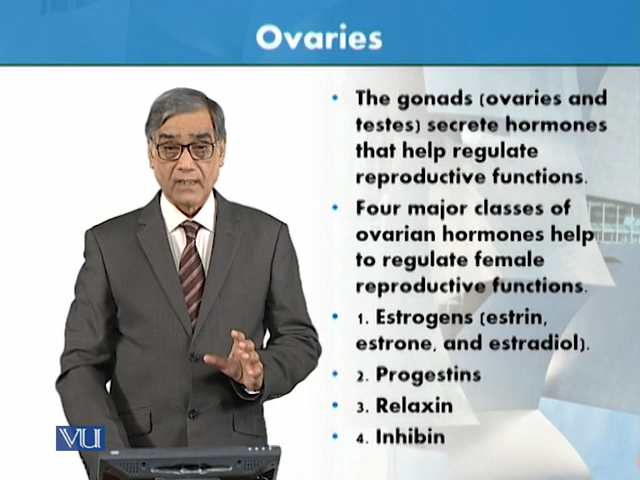 Ovaries
• The gonads (ovaries and
testes) secrete hormones
that help regulate
reproductive functions.
• Four major classes of
ovarian hormones help
to regulate female
reproductive functions.
• 1. Estrogens (estrin,
estrone, and estradiol).
• 2. Progestins
• 3. Relaxin
• 4. Inhibin
VU